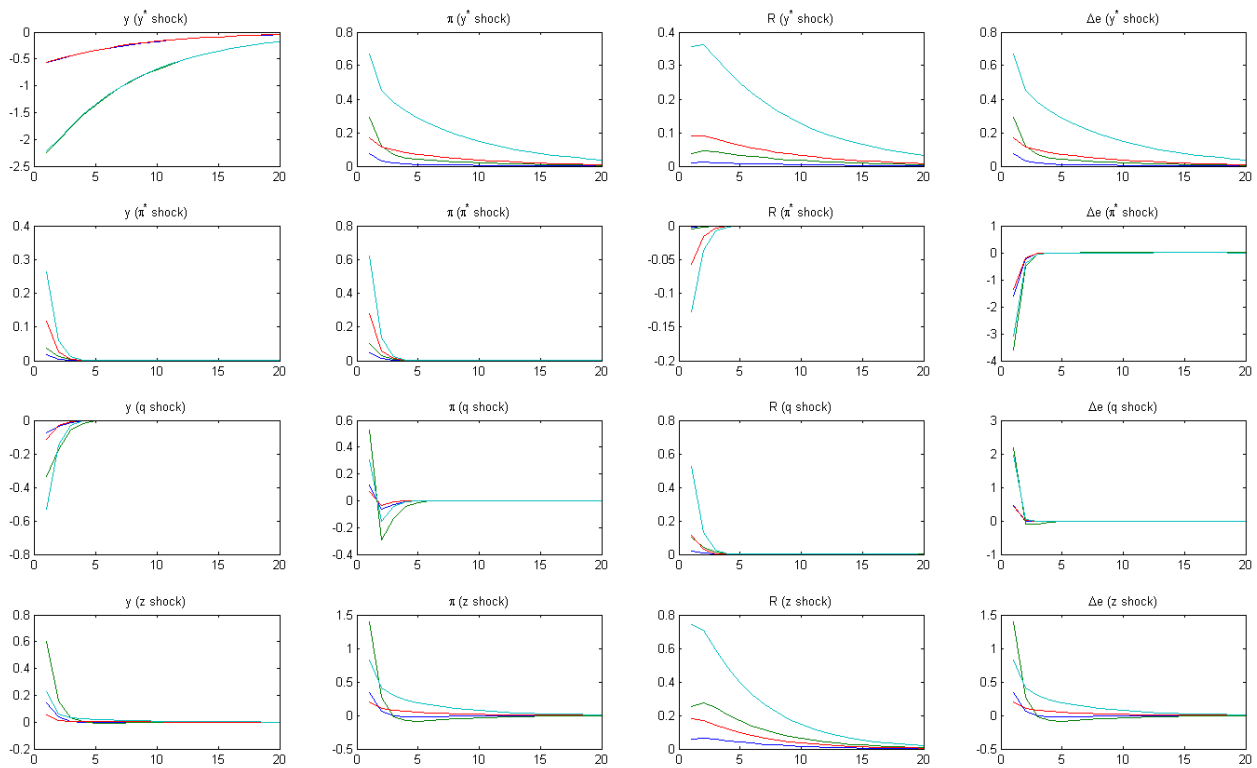 y (y* shock) π (y* shock) R (y* shock) Δe (y* shock)
0 0.8 0.4 0.8
-0.5 0.6 0.3 0.6
-1 0.4 0.2 0.4
-1.5 0.2 0.1 0.2
-2
-2.5 0 0 0
0 5 10 15 20 0 5 10 15 20 0 5 10 15 20 0 5 10 15 20
y (π* shock) π (π* shock) R (π* shock) Δe (π* shock)
0.4 0.8 0 1
0.3 0.6 -0.05 0
0.2 0.4 -0.1 -1
0.1 0.2 -0.15 -2
-3
0 0 -0.2 -4
0 5 10 15 20 0 5 10 15 20 0 5 10 15 20 0 5 10 15 20
y (q shock) π (q shock) R (q shock) Δe (q shock)
0 0.6 0.8 3
-0.2 0.4 0.6 2
-0.4 0.2 0.4 1
-0.6 0 0.2 0
-0.2
-0.8 -0.4 0 -1
0 5 10 15 20 0 5 10 15 20 0 5 10 15 20 0 5 10 15 20
y (z shock) π (z shock) R (z shock) Δe (z shock)
0.8 1.5 0.8 1.5
0.6 1 0.6 1
0.4 0.5 0.4 0.5
0.2 0 0.2 0
0
-0.2 -0.5 0 -0.5
0 5 10 15 20 0 5 10 15 20 0 5 10 15 20 0 5 10 15 20